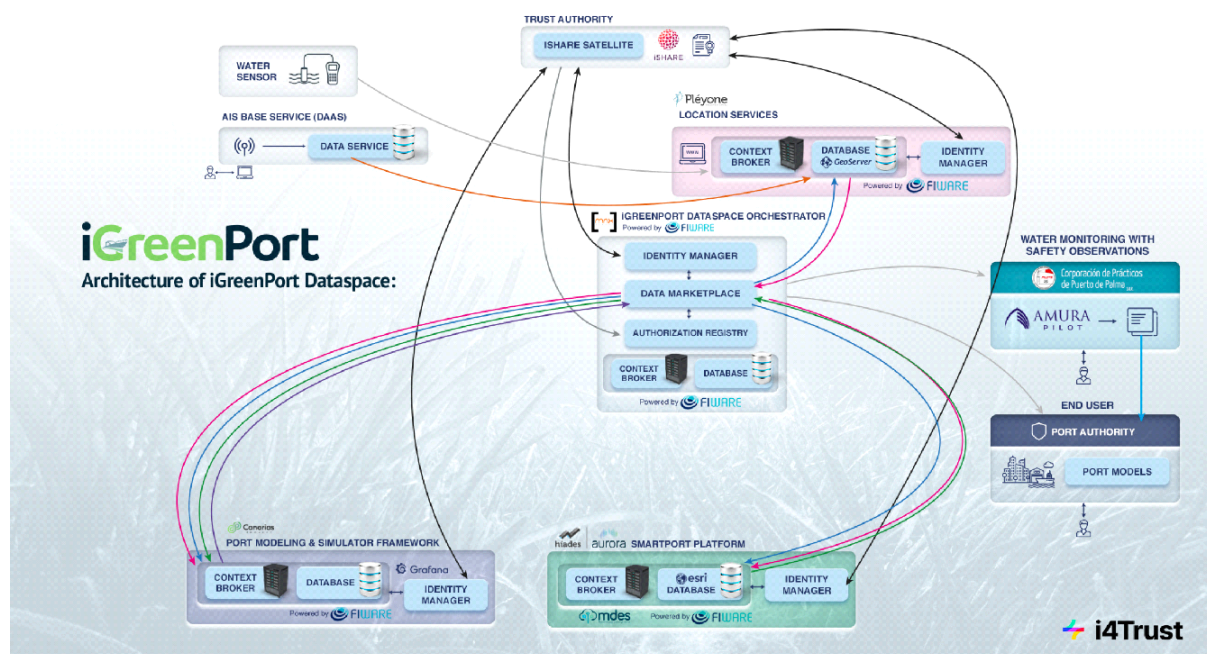 TRUST AUTHORITY
ISHARE SATELLITE
iSHARE
WATER
SENSOR
AIS BASE SERVICE (DAAS)
DATA SERVICE
Pléyone
LOCATION SERVICES
CONTEXT
BROKER
DATABASE
GeoServer
IDENTITY
MANAGER
Powered by FIWARE
iGreenPort
Architecture of iGreenPort Dataspace:
iGREENPORT DATASPACE ORCHESTRATOR
Powered by FIWARE
IDENTITY MANAGER
DATA MARKETPLACE
AUTHORIZATION REGISTRY
CONTEXT
BROKER
DATABASE
Powered by FIWARE
WATER MONITORING WITH
SAFETY OBSERVATIONS
Corporación de Prácticos
de Puerto de Palma
AMURA
PILOT
END USER
PORT AUTHORITY
PORT MODELS
Canarias
PORT MODELING & SIMULATOR FRAMEWORK
CONTEXT
BROKER
DATABASE
Grafana
IDENTITY
MANAGER
Powered by FIWARE
hiades aurora SMARTPORT PLATFORM
CONTEXT
BROKER
esri
DATABASE
IDENTITY
MANAGER
mdes
Powered by FIWARE
i4Trust